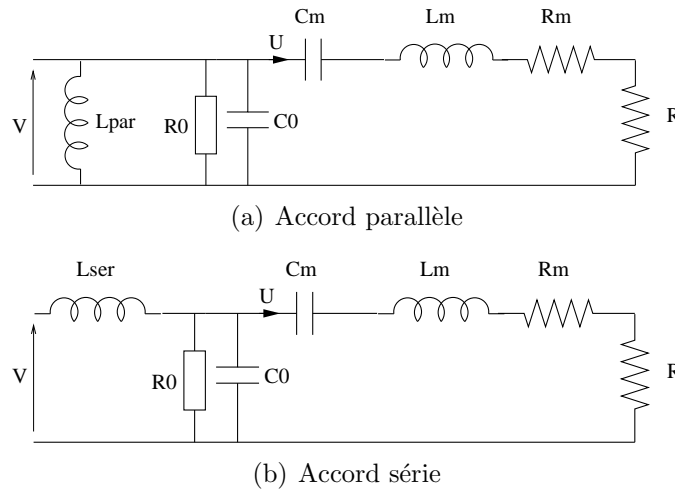 Cm Lm Rm
U
V Lpar R0 C0 R
(a) Accord parallèle
Lser Cm Lm Rm
U
V R0 C0 R
(b) Accord série